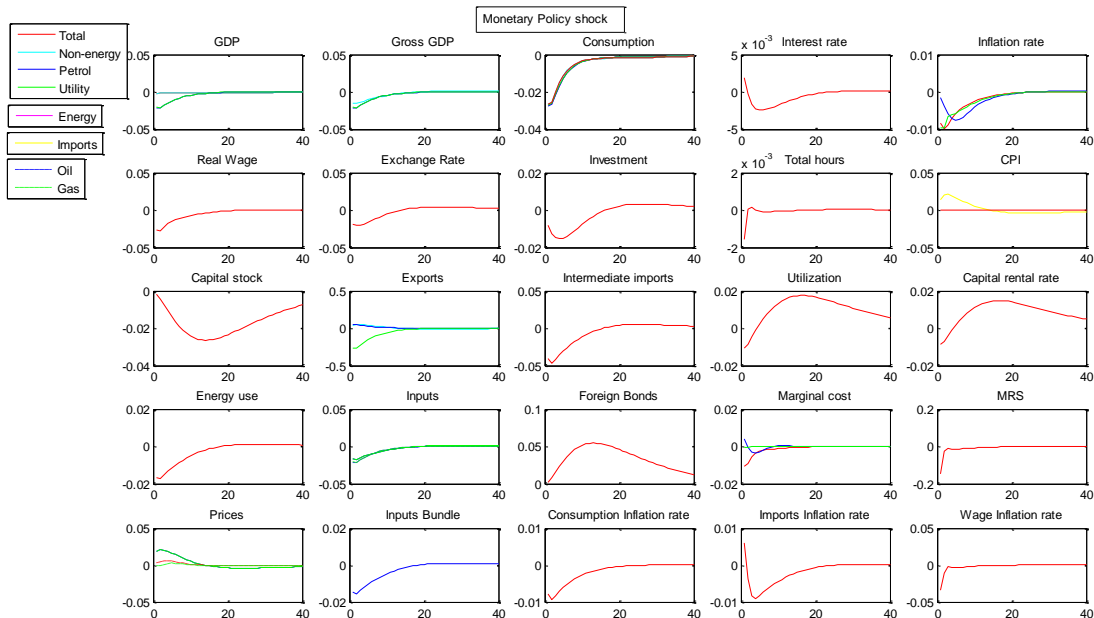 Monetary Policy shock
Total
Non-energy
Petrol
Utility
Energy
Imports
Oil
Gas
GDP
0.05
0
-0.05
0 20 40
Gross GDP
0.05
0
-0.05
0 20 40
Consumption
0
-0.02
-0.04
0 20 40
Interest rate
x 10^-3
5
0
-5
0 20 40
Inflation rate
0.01
0
-0.01
0 20 40
Real Wage
0.05
0
-0.05
0 20 40
Exchange Rate
0.05
0
-0.05
0 20 40
Investment
0.02
0
-0.02
0 20 40
Total hours
x 10^-3
2
0
-2
0 20 40
CPI
0.05
0
-0.05
0 20 40
Capital stock
0
-0.02
-0.04
0 20 40
Exports
0.5
0
-0.5
0 20 40
Intermediate imports
0.05
0
-0.05
0 20 40
Utilization
0.02
0
-0.02
0 20 40
Capital rental rate
0.02
0
-0.02
0 20 40
Energy use
0.02
0
-0.02
0 20 40
Inputs
0.05
0
-0.05
0 20 40
Foreign Bonds
0.1
0.05
0
0 20 40
Marginal cost
0.02
0
-0.02
0 20 40
MRS
0.2
0
-0.2
0 20 40
Prices
0.05
0
-0.05
0 20 40
Inputs Bundle
0.02
0
-0.02
0 20 40
Consumption Inflation rate
0.01
0
-0.01
0 20 40
Imports Inflation rate
0.01
0
-0.01
0 20 40
Wage Inflation rate
0.05
0
-0.05
0 20 40